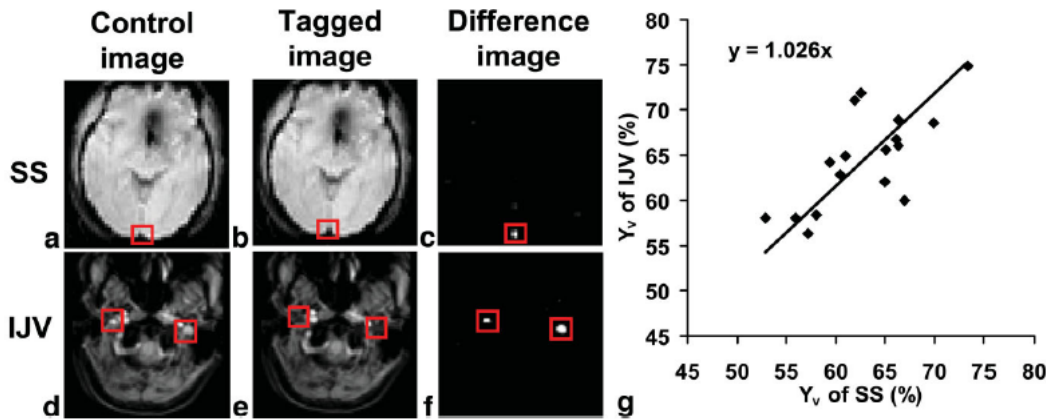 Control image
Tagged image
Difference image
SS
IJV
a
b
c
d
e
f
g
y = 1.026x
Yᵥ of IJV (%)
80
75
70
65
60
55
50
45
45 50 55 60 65 70 75 80
Yᵥ of SS (%)